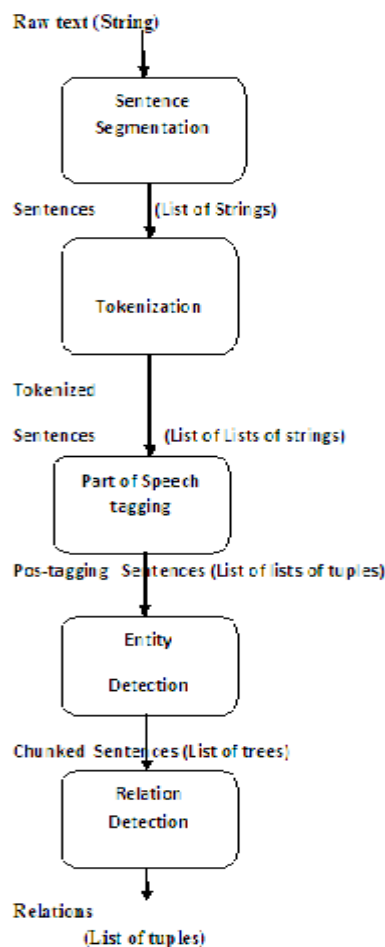 Raw text (String)
Sentence
Segmentation
Sentences (List of Strings)
Tokenization
Tokenized
Sentences (List of Lists of strings)
Part of Speech
tagging
Pos-tagging Sentences (List of lists of tuples)
Entity
Detection
Chunked Sentences (List of trees)
Relation
Detection
Relations
(List of tuples)